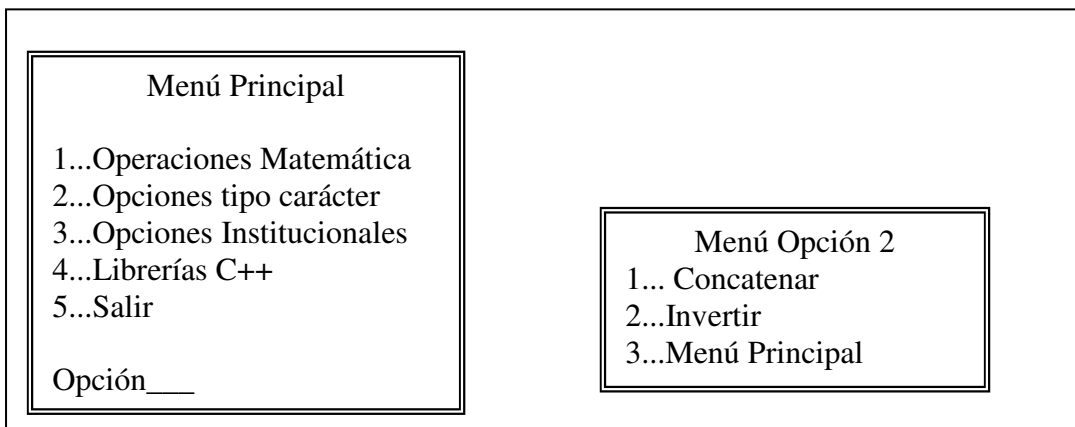 Menú Principal
1...Operaciones Matemática
2...Opciones tipo carácter
3...Opciones Institucionales
4...Librerías C++
5...Salir
Opción___
Menú Opción 2
1... Concatenar
2...Invertir
3...Menú Principal